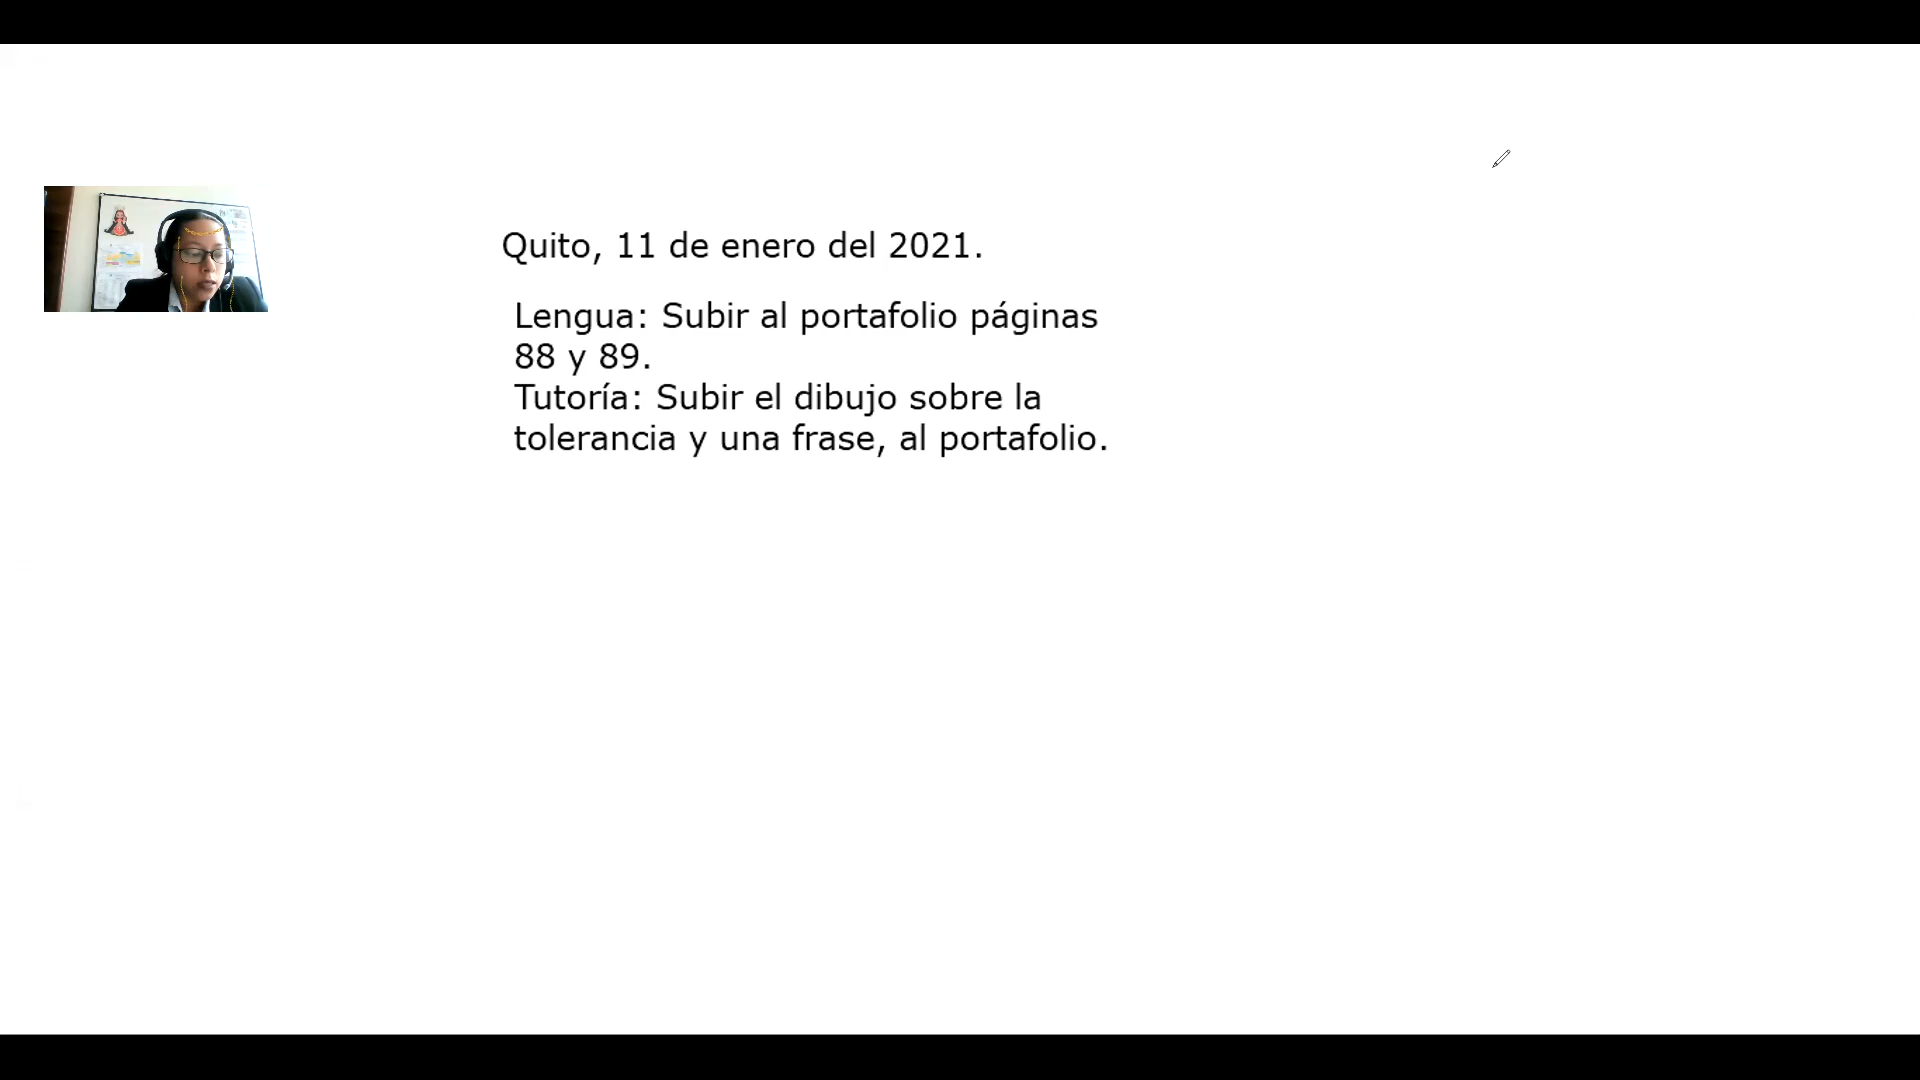 Quito, 11 de enero del 2021.
Lengua: Subir al portafolio páginas
88 y 89.
Tutoría: Subir el dibujo sobre la
tolerancia y una frase, al portafolio.